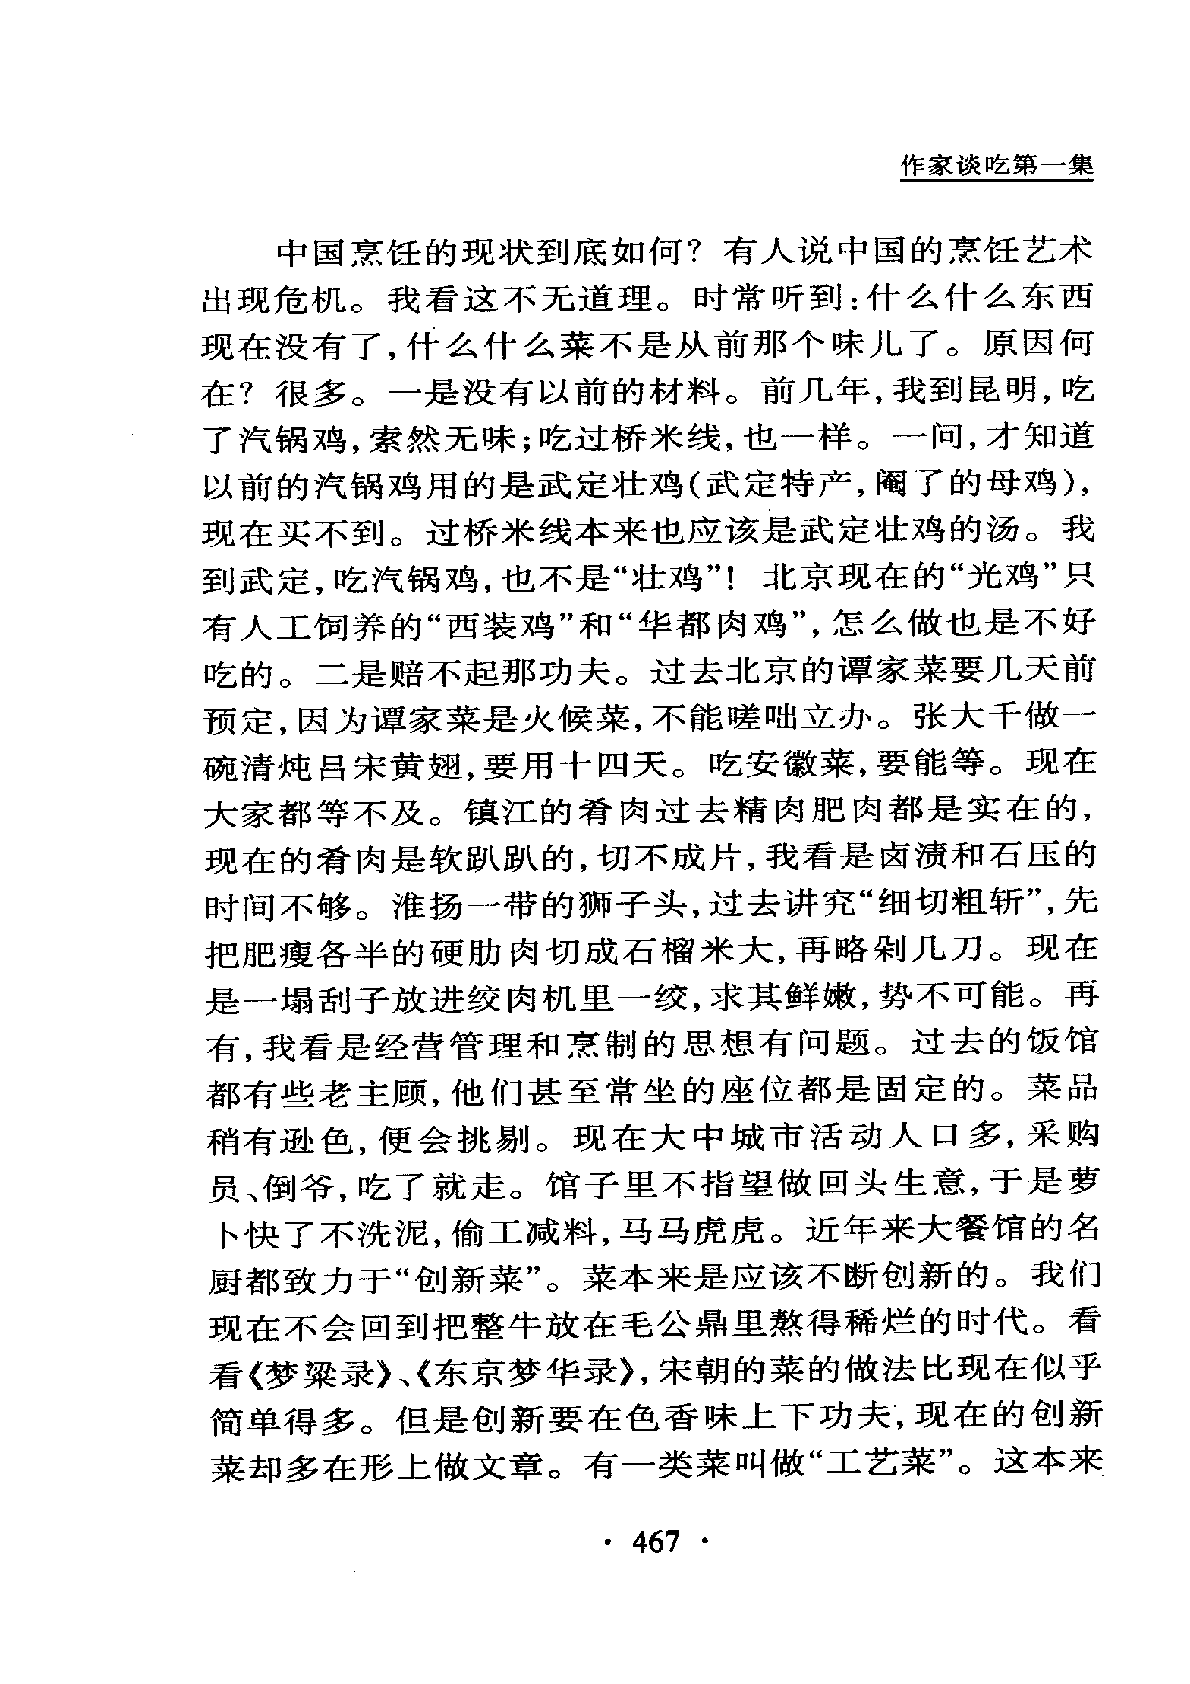 作家谈吃第一集
中国烹饪的现状到底如何？有人说中国的烹饪艺术
出现危机。我看这不无道理。时常听到：什么什么东西
现在没有了，什么什么菜不是从前那个味儿了。原因何
在？很多。一是没有以前的材料。前几年，我到昆明，吃
了汽锅鸡，索然无味；吃过桥米线，也一样。一问，才知道
以前的汽锅鸡用的是武定壮鸡（武定特产，阉了的母鸡），
现在买不到。过桥米线本来也应该是武定壮鸡的汤。我
到武定，吃汽锅鸡，也不是“壮鸡”！北京现在的“光鸡”只
有人工饲养的“西装鸡”和“华都肉鸡”，怎么做也是不好
吃的。二是赔不起那功夫。过去北京的谭家菜要几天前
预定，因为谭家菜是火候菜，不能嗟咄立办。张大千做一
碗清炖吕宋黄翅，要用十四天。吃安徽菜，要能等。现在
大家都等不及。镇江的肴肉过去精肉肥肉都是实在的，
现在的肴肉是软趴趴的，切不成片，我看是卤渍和石压的
时间不够。淮扬一带的狮子头，过去讲究“细切粗斩”，先
把肥瘦各半的硬肋肉切成石榴米大，再略剁几刀。现在
是一塌刮子放进绞肉机里一绞，求其鲜嫩，势不可能。再
有，我看是经营管理和烹制的思想有问题。过去的饭馆
都有些老主顾，他们甚至常坐的座位都是固定的。菜品
稍有逊色，便会挑剔。现在大中城市活动人口多，采购
员、倒爷，吃了就走。馆子里不指望做回头生意，于是萝
卜快了不洗泥，偷工减料，马马虎虎。近年来大餐馆的名
厨都致力于“创新菜”。菜本来是应该不断创新的。我们
现在不会回到把整牛放在毛公鼎里熬得稀烂的时代。看
看《梦粱录》、《东京梦华录》，宋朝的菜的做法比现在似乎
简单得多。但是创新要在色香味上下功夫，现在的创新
菜却多在形上做文章。有一类菜叫做“工艺菜”。这本来
· 467 ·